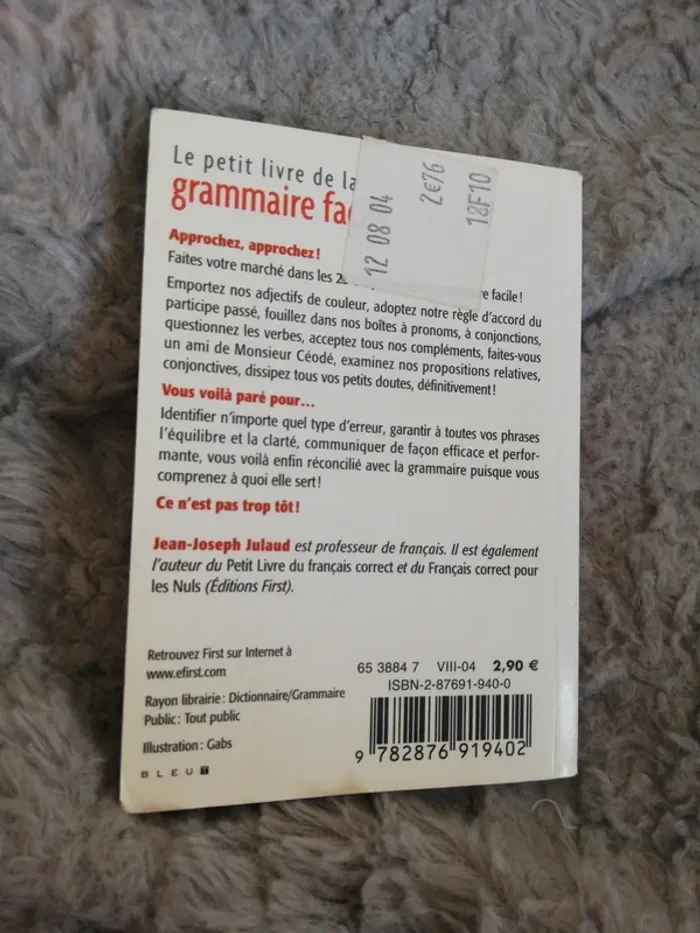 Le petit livre de la
grammaire fac
12 08 04
2€76
18F10
Approchez, approchez !
Faites votre marché dans les 2 re facile !
Emportez nos adjectifs de couleur, adoptez notre règle d'accord du
participe passé, fouillez dans nos boîtes à pronoms, à conjonctions,
questionnez les verbes, acceptez tous nos compléments, faites-vous
un ami de Monsieur Céodé, examinez nos propositions relatives,
conjonctives, dissipez tous vos petits doutes, définitivement !
Vous voilà paré pour...
Identifier n'importe quel type d'erreur, garantir à toutes vos phrases
l'équilibre et la clarté, communiquer de façon efficace et perfor-
mante, vous voilà enfin réconcilié avec la grammaire puisque vous
comprenez à quoi elle sert !
Ce n'est pas trop tôt !
Jean-Joseph Julaud est professeur de français. Il est également
l'auteur du Petit Livre du français correct et du Français correct pour
les Nuls (Éditions First).
Retrouvez First sur Internet à
www.efirst.com
Rayon librairie : Dictionnaire/Grammaire
Public : Tout public
Illustration : Gabs
BLEU T
65 3884 7 VIII-04 2,90 €
ISBN-2-87691-940-0
9 782876 919402